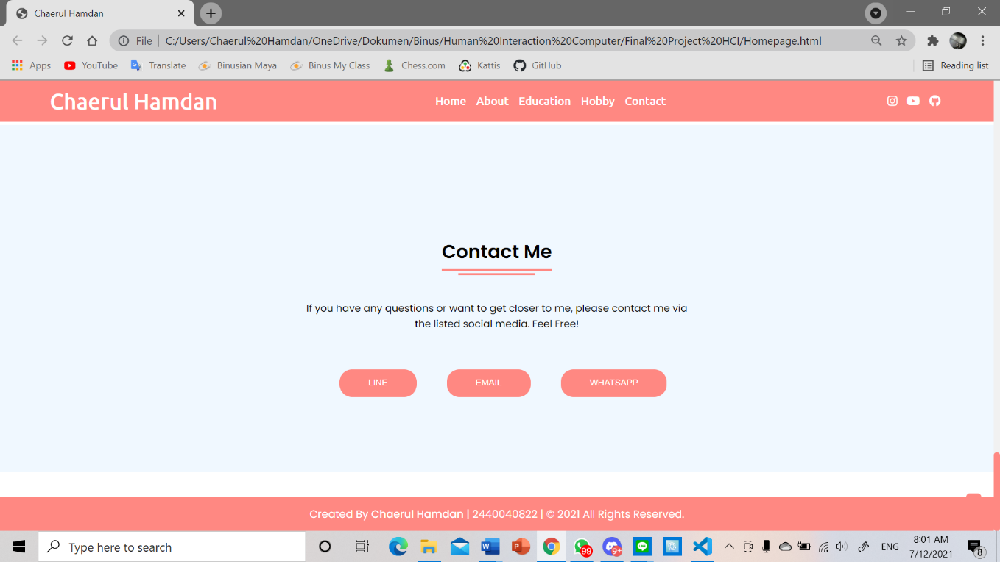 Chaerul Hamdan
File | C:/Users/Chaerul%20Hamdan/OneDrive/Dokumen/Binus/Human%20Interaction%20Computer/Final%20Project%20HCI/Homepage.html
Apps YouTube Translate Binusian Maya Binus My Class Chess.com Kattis GitHub Reading list
Chaerul Hamdan Home About Education Hobby Contact
Contact Me
If you have any questions or want to get closer to me, please contact me via
the listed social media. Feel Free!
LINE EMAIL WHATSAPP
Created By Chaerul Hamdan | 2440040822 | © 2021 All Rights Reserved.
Type here to search 99 9+ ENG 8:01 AM
7/12/2021 8